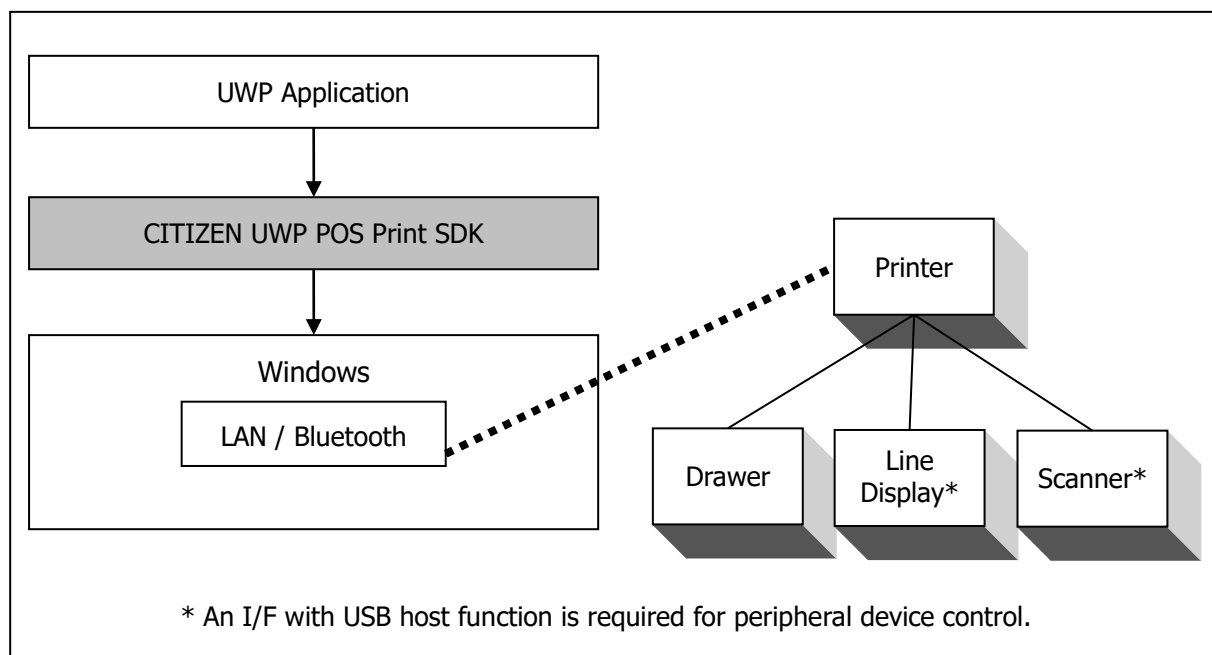 UWP Application
CITIZEN UWP POS Print SDK
Windows
LAN / Bluetooth
Printer
Drawer
Line
Display*
Scanner*
* An I/F with USB host function is required for peripheral device control.